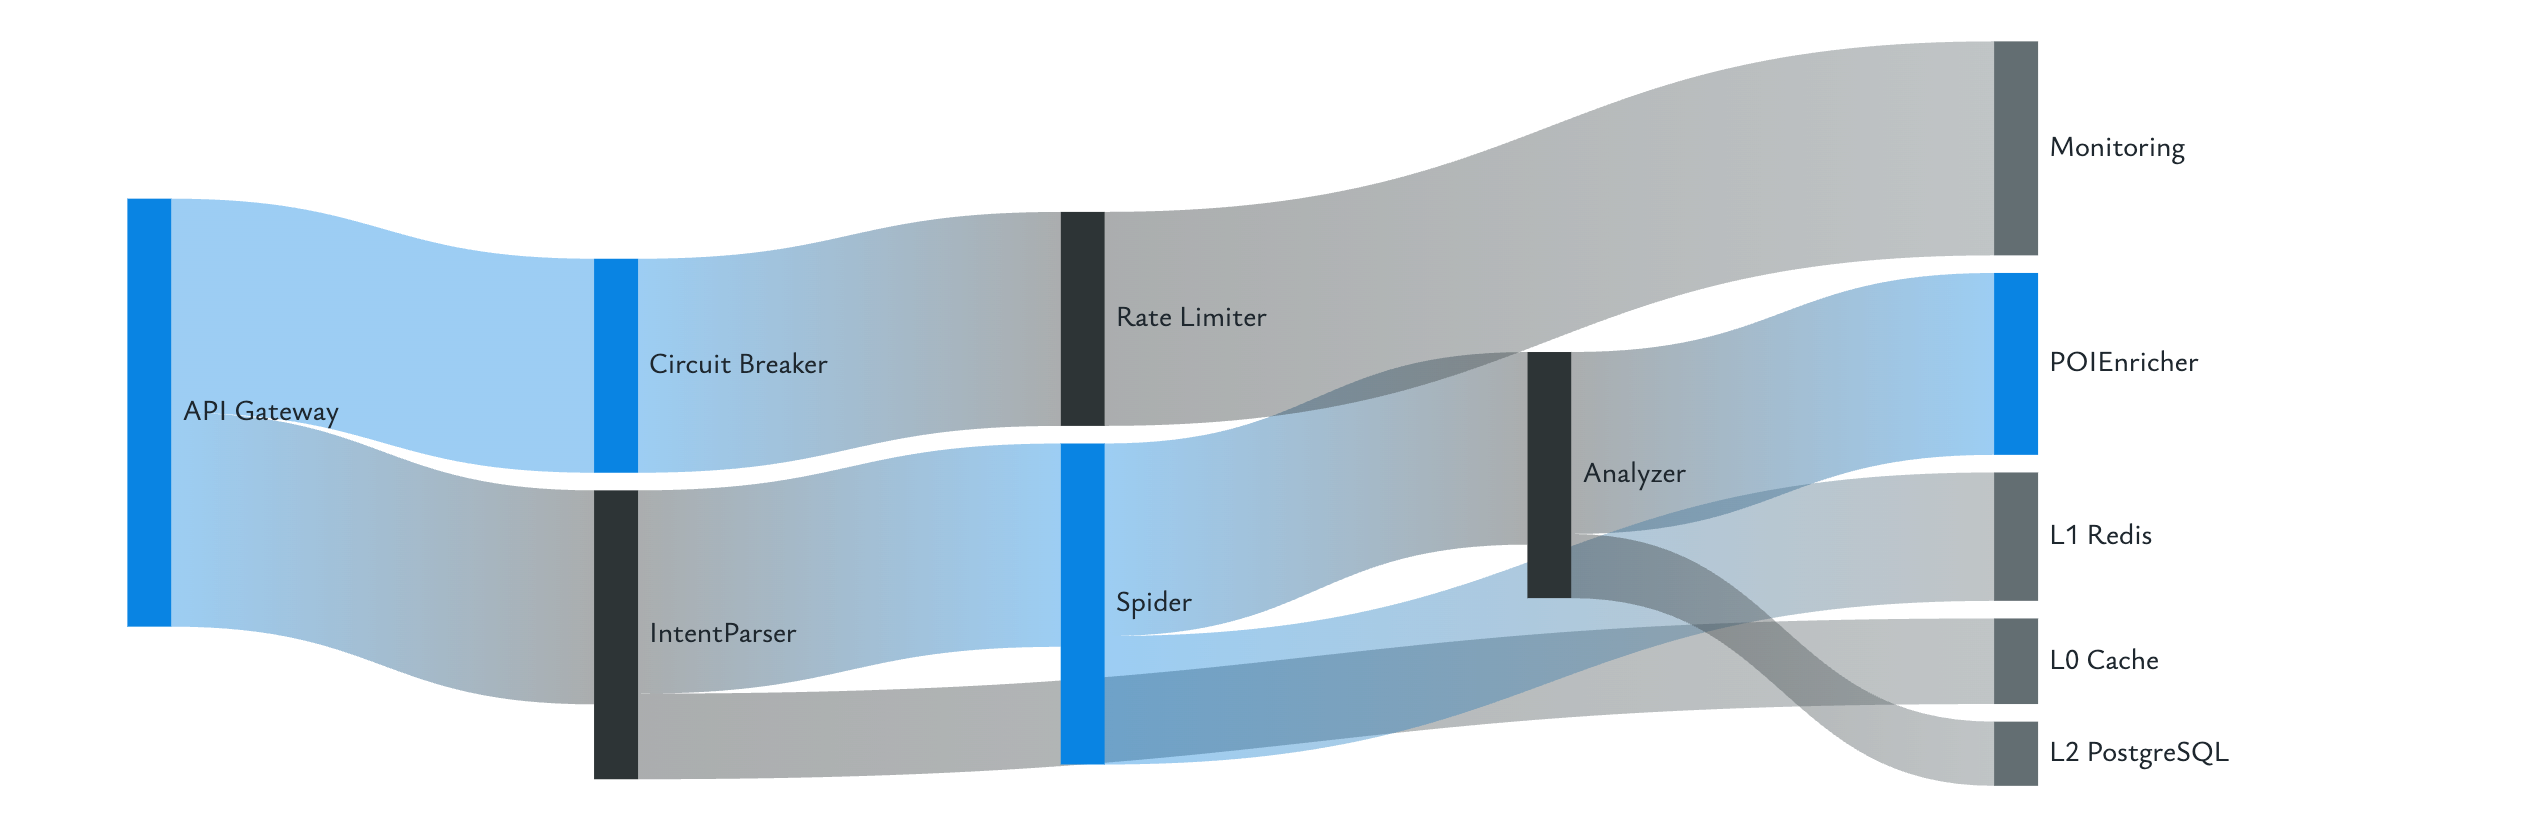 API Gateway
Circuit Breaker
IntentParser
Rate Limiter
Spider
Analyzer
Monitoring
POIEnricher
L1 Redis
L0 Cache
L2 PostgreSQL